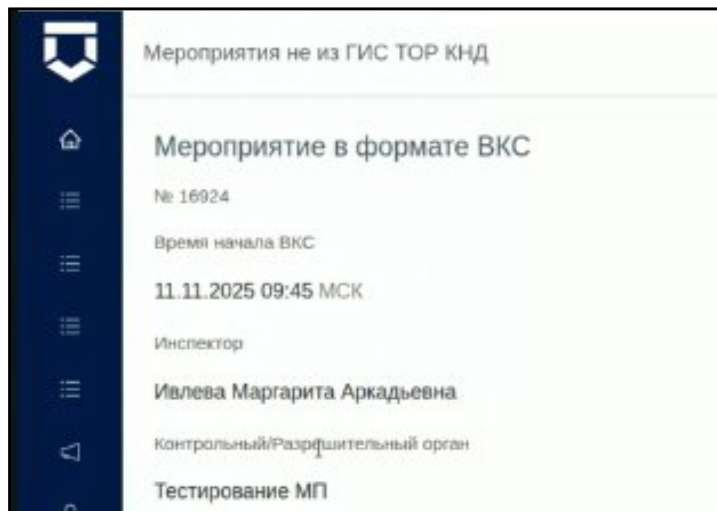 Мероприятия не из ГИС ТОР КНД
Мероприятие в формате ВКС
№ 16924
Время начала ВКС
11.11.2025 09:45 МСК
Инспектор
Ивлева Маргарита Аркадьевна
Контрольный/Разрешительный орган
Тестирование МП